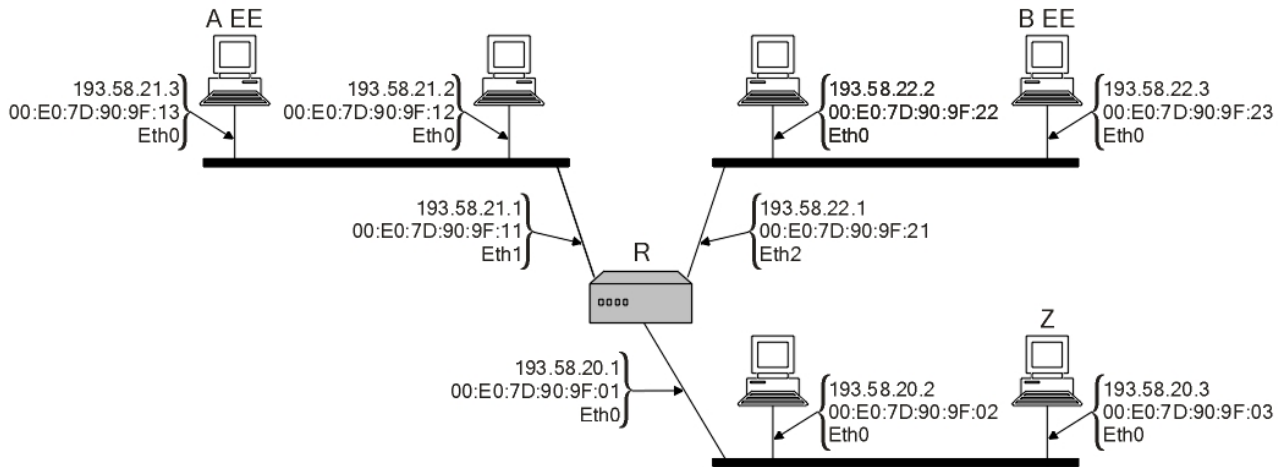 A EE
193.58.21.3
00:E0:7D:90:9F:13
Eth0
193.58.21.2
00:E0:7D:90:9F:12
Eth0
193.58.22.2
00:E0:7D:90:9F:22
Eth0
B EE
193.58.22.3
00:E0:7D:90:9F:23
Eth0
193.58.21.1
00:E0:7D:90:9F:11
Eth1
193.58.22.1
00:E0:7D:90:9F:21
Eth2
R
193.58.20.1
00:E0:7D:90:9F:01
Eth0
193.58.20.2
00:E0:7D:90:9F:02
Eth0
Z
193.58.20.3
00:E0:7D:90:9F:03
Eth0